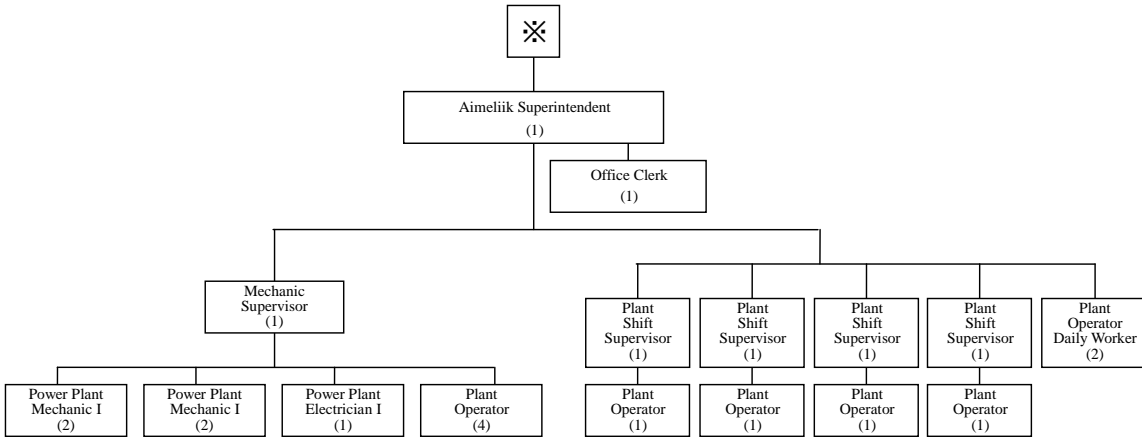 ※
Aimeliik Superintendent
(1)
Office Clerk
(1)
Mechanic
Supervisor
(1)
Plant
Shift
Supervisor
(1)
Plant
Shift
Supervisor
(1)
Plant
Shift
Supervisor
(1)
Plant
Shift
Supervisor
(1)
Plant
Operator
Daily Worker
(2)
Power Plant
Mechanic I
(2)
Power Plant
Mechanic I
(2)
Power Plant
Electrician I
(1)
Plant
Operator
(4)
Plant
Operator
(1)
Plant
Operator
(1)
Plant
Operator
(1)
Plant
Operator
(1)